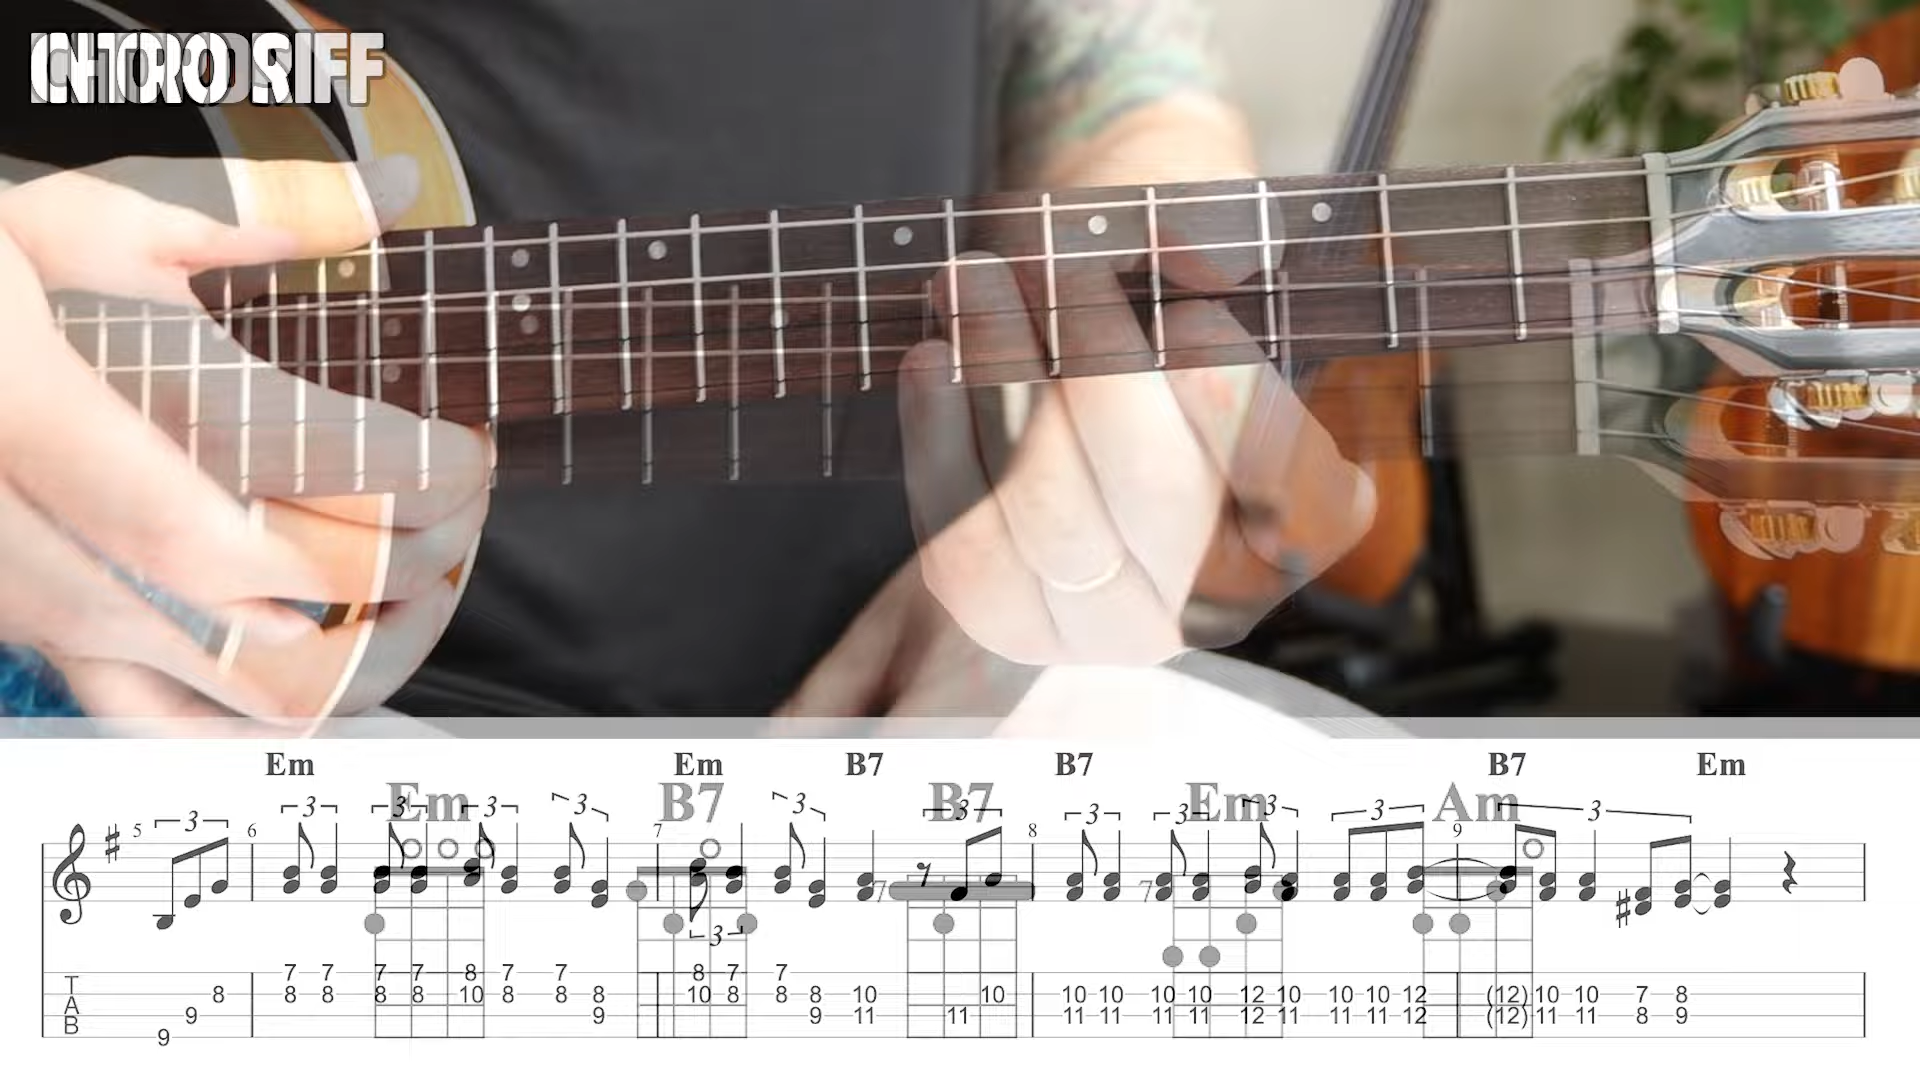 INTRO RIFF
Em Em B7 B7 B7 Em
Em B7 B7 Em Am
3 3 3 3 3 3 3 3 3 3 3 3
5 6 7 8 9
3
7 7
T A B
7 7 7 7 8 7 7 8 7 7
8 8 8 8 8 10 8 8 8 10 8 8 8 10 10 10 10 10 10 12 10 10 10 12 (12) 10 10 7 8
9 9 9 11 11 11 11 11 11 12 11 11 11 12 (12) 11 11 8 9
9